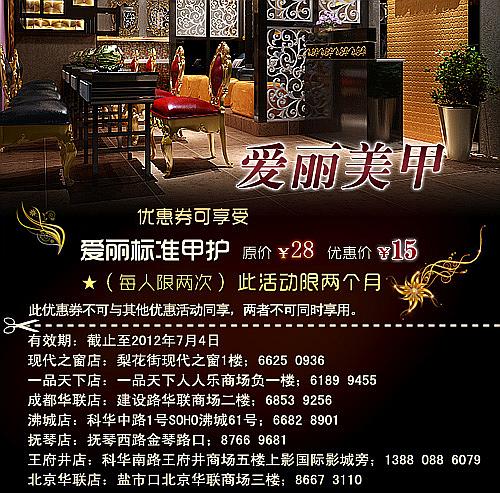 爱丽美甲
优惠券可享受
爱丽标准甲护 原价 ¥28 优惠价 ¥15
★（每人限两次）此活动限两个月
此优惠券不可与其他优惠活动同享，两者不可同时享用。
有效期：截止至2012年7月4日
现代之窗店：梨花街现代之窗1楼；6625 0936
一品天下店：一品天下人人乐商场负一楼；6189 9455
成都华联店：建设路华联商场二楼；6853 9256
沸城店：科华中路1号SOHO沸城61号；6682 8901
抚琴店：抚琴西路金琴路口；8766 9681
王府井店：科华南路王府井商场五楼上影国际影城旁；1388 088 6079
北京华联店：盐市口北京华联商场三楼；8667 3110